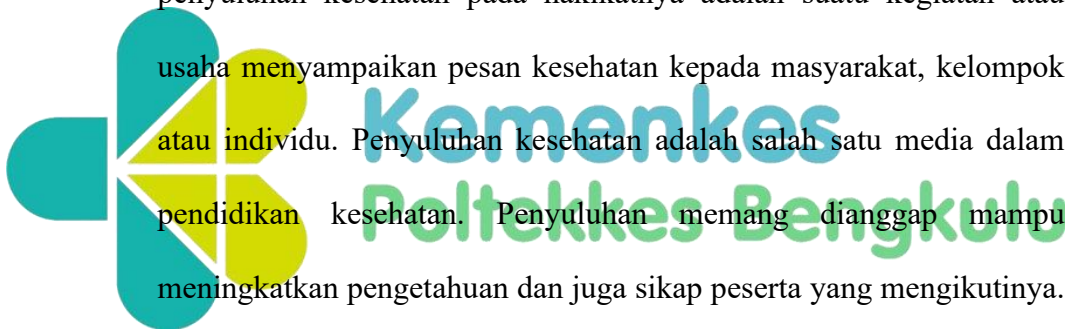 penyuluhan kesehatan pada hakikatnya adalah suatu kegiatan atau
usaha menyampaikan pesan kesehatan kepada masyarakat, kelompok
atau individu. Penyuluhan kesehatan adalah salah satu media dalam
pendidikan kesehatan. Penyuluhan memang dianggap mampu
meningkatkan pengetahuan dan juga sikap peserta yang mengikutinya.
Kemenkes
Poltekkes Bengkulu